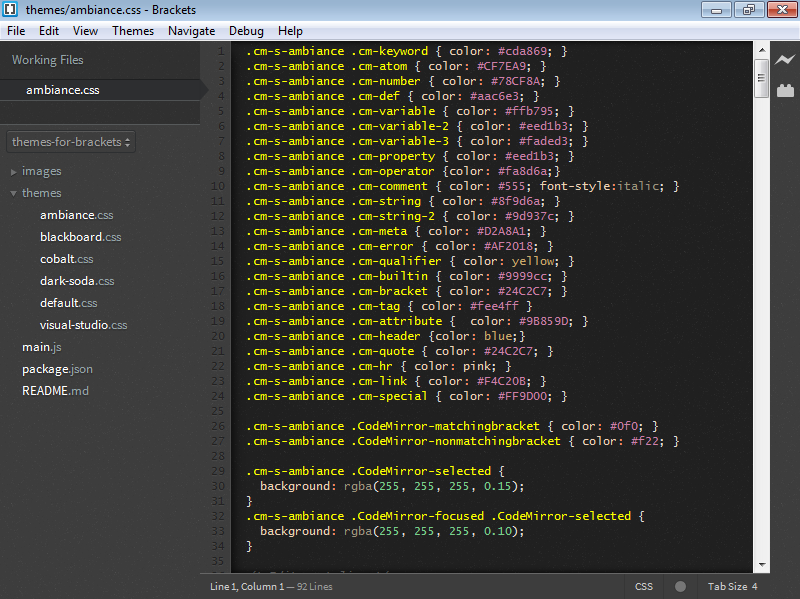 themes/ambiance.css - Brackets
File Edit View Themes Navigate Debug Help
Working Files
ambiance.css
themes-for-brackets
images
themes
ambiance.css
blackboard.css
cobalt.css
dark-soda.css
default.css
visual-studio.css
main.js
package.json
README.md
1 .cm-s-ambiance .cm-keyword { color: #cda869; }
2 .cm-s-ambiance .cm-atom { color: #CF7EA9; }
3 .cm-s-ambiance .cm-number { color: #78CF8A; }
4 .cm-s-ambiance .cm-def { color: #aac6e3; }
5 .cm-s-ambiance .cm-variable { color: #ffb795; }
6 .cm-s-ambiance .cm-variable-2 { color: #eed1b3; }
7 .cm-s-ambiance .cm-variable-3 { color: #faded3; }
8 .cm-s-ambiance .cm-property { color: #eed1b3; }
9 .cm-s-ambiance .cm-operator {color: #fa8d6a;}
10 .cm-s-ambiance .cm-comment { color: #555; font-style:italic; }
11 .cm-s-ambiance .cm-string { color: #8f9d6a; }
12 .cm-s-ambiance .cm-string-2 { color: #9d937c; }
13 .cm-s-ambiance .cm-meta { color: #D2A8A1; }
14 .cm-s-ambiance .cm-error { color: #AF2018; }
15 .cm-s-ambiance .cm-qualifier { color: yellow; }
16 .cm-s-ambiance .cm-builtin { color: #9999cc; }
17 .cm-s-ambiance .cm-bracket { color: #24C2C7; }
18 .cm-s-ambiance .cm-tag { color: #fee4ff }
19 .cm-s-ambiance .cm-attribute {  color: #9B859D; }
20 .cm-s-ambiance .cm-header {color: blue;}
21 .cm-s-ambiance .cm-quote { color: #24C2C7; }
22 .cm-s-ambiance .cm-hr { color: pink; }
23 .cm-s-ambiance .cm-link { color: #F4C20B; }
24 .cm-s-ambiance .cm-special { color: #FF9D00; }
25
26 .cm-s-ambiance .CodeMirror-matchingbracket { color: #0f0; }
27 .cm-s-ambiance .CodeMirror-nonmatchingbracket { color: #f22; }
28
29 .cm-s-ambiance .CodeMirror-selected {
30 background: rgba(255, 255, 255, 0.15);
31 }
32 .cm-s-ambiance .CodeMirror-focused .CodeMirror-selected {
33 background: rgba(255, 255, 255, 0.10);
34 }
35
Line 1, Column 1 — 92 Lines
CSS
Tab Size 4